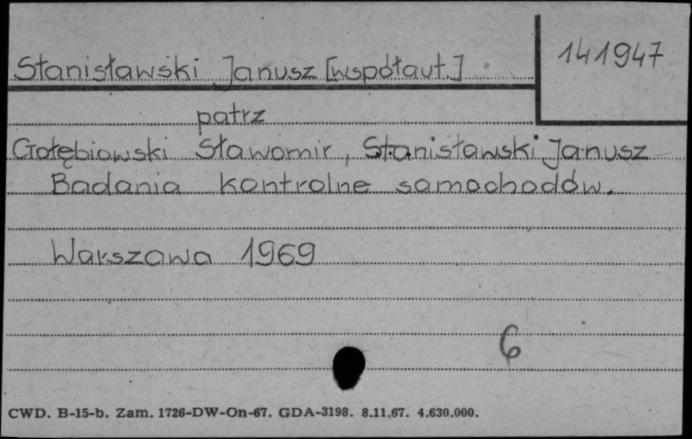 Stanisławski Janusz [współaut.]
141947
patrz
Gołębiowski Sławomir, Stanisławski Janusz
Badania kontrolne samochodów.
Warszawa 1969
6
CWD. B-15-b. Zam. 1726-DW-On-67. GDA-3198. 8.11.67. 4.630.000.